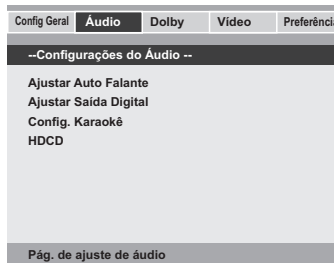 Config Geral Áudio Dolby Vídeo Preferência
--Configurações do Áudio --
Ajustar Auto Falante
Ajustar Saída Digital
Config. Karaokê
HDCD
Pág. de ajuste de áudio